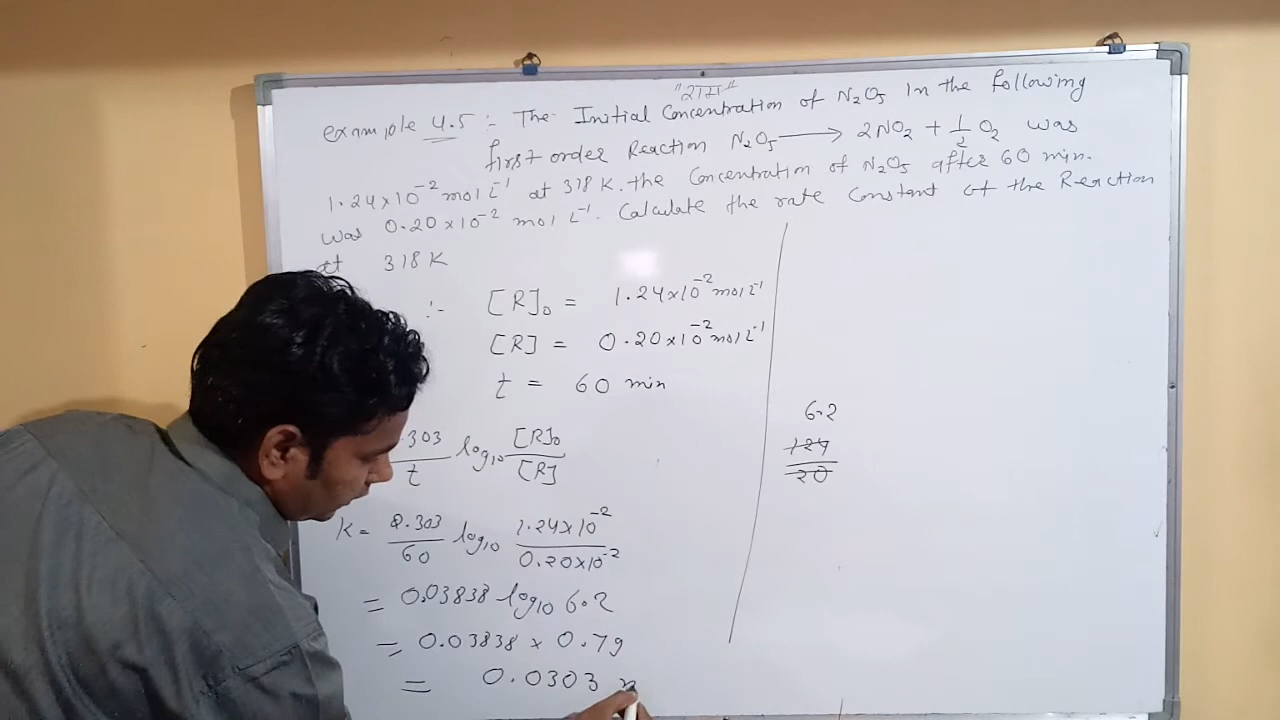 "राम"
example 4.5 :- The Initial Concentration of N2O5 In the following
first order Reaction N2O5 ⟶ 2NO2 + 1/2 O2 was
1.24×10⁻² mol L⁻¹ at 318 K. the Concentration of N2O5 after 60 min.
was 0.20×10⁻² mol L⁻¹. Calculate the rate Constant of the Reaction
at 318 K
:- [R]₀ = 1.24×10⁻² mol L⁻¹
[R] = 0.20×10⁻² mol L⁻¹
t = 60 min
303/t log₁₀ [R]₀/[R]
K = 2.303/60 log₁₀ 1.24×10⁻²/0.20×10⁻²
= 0.03838 log₁₀ 6.2
= 0.03838 × 0.79
= 0.0303
6.2
124/20